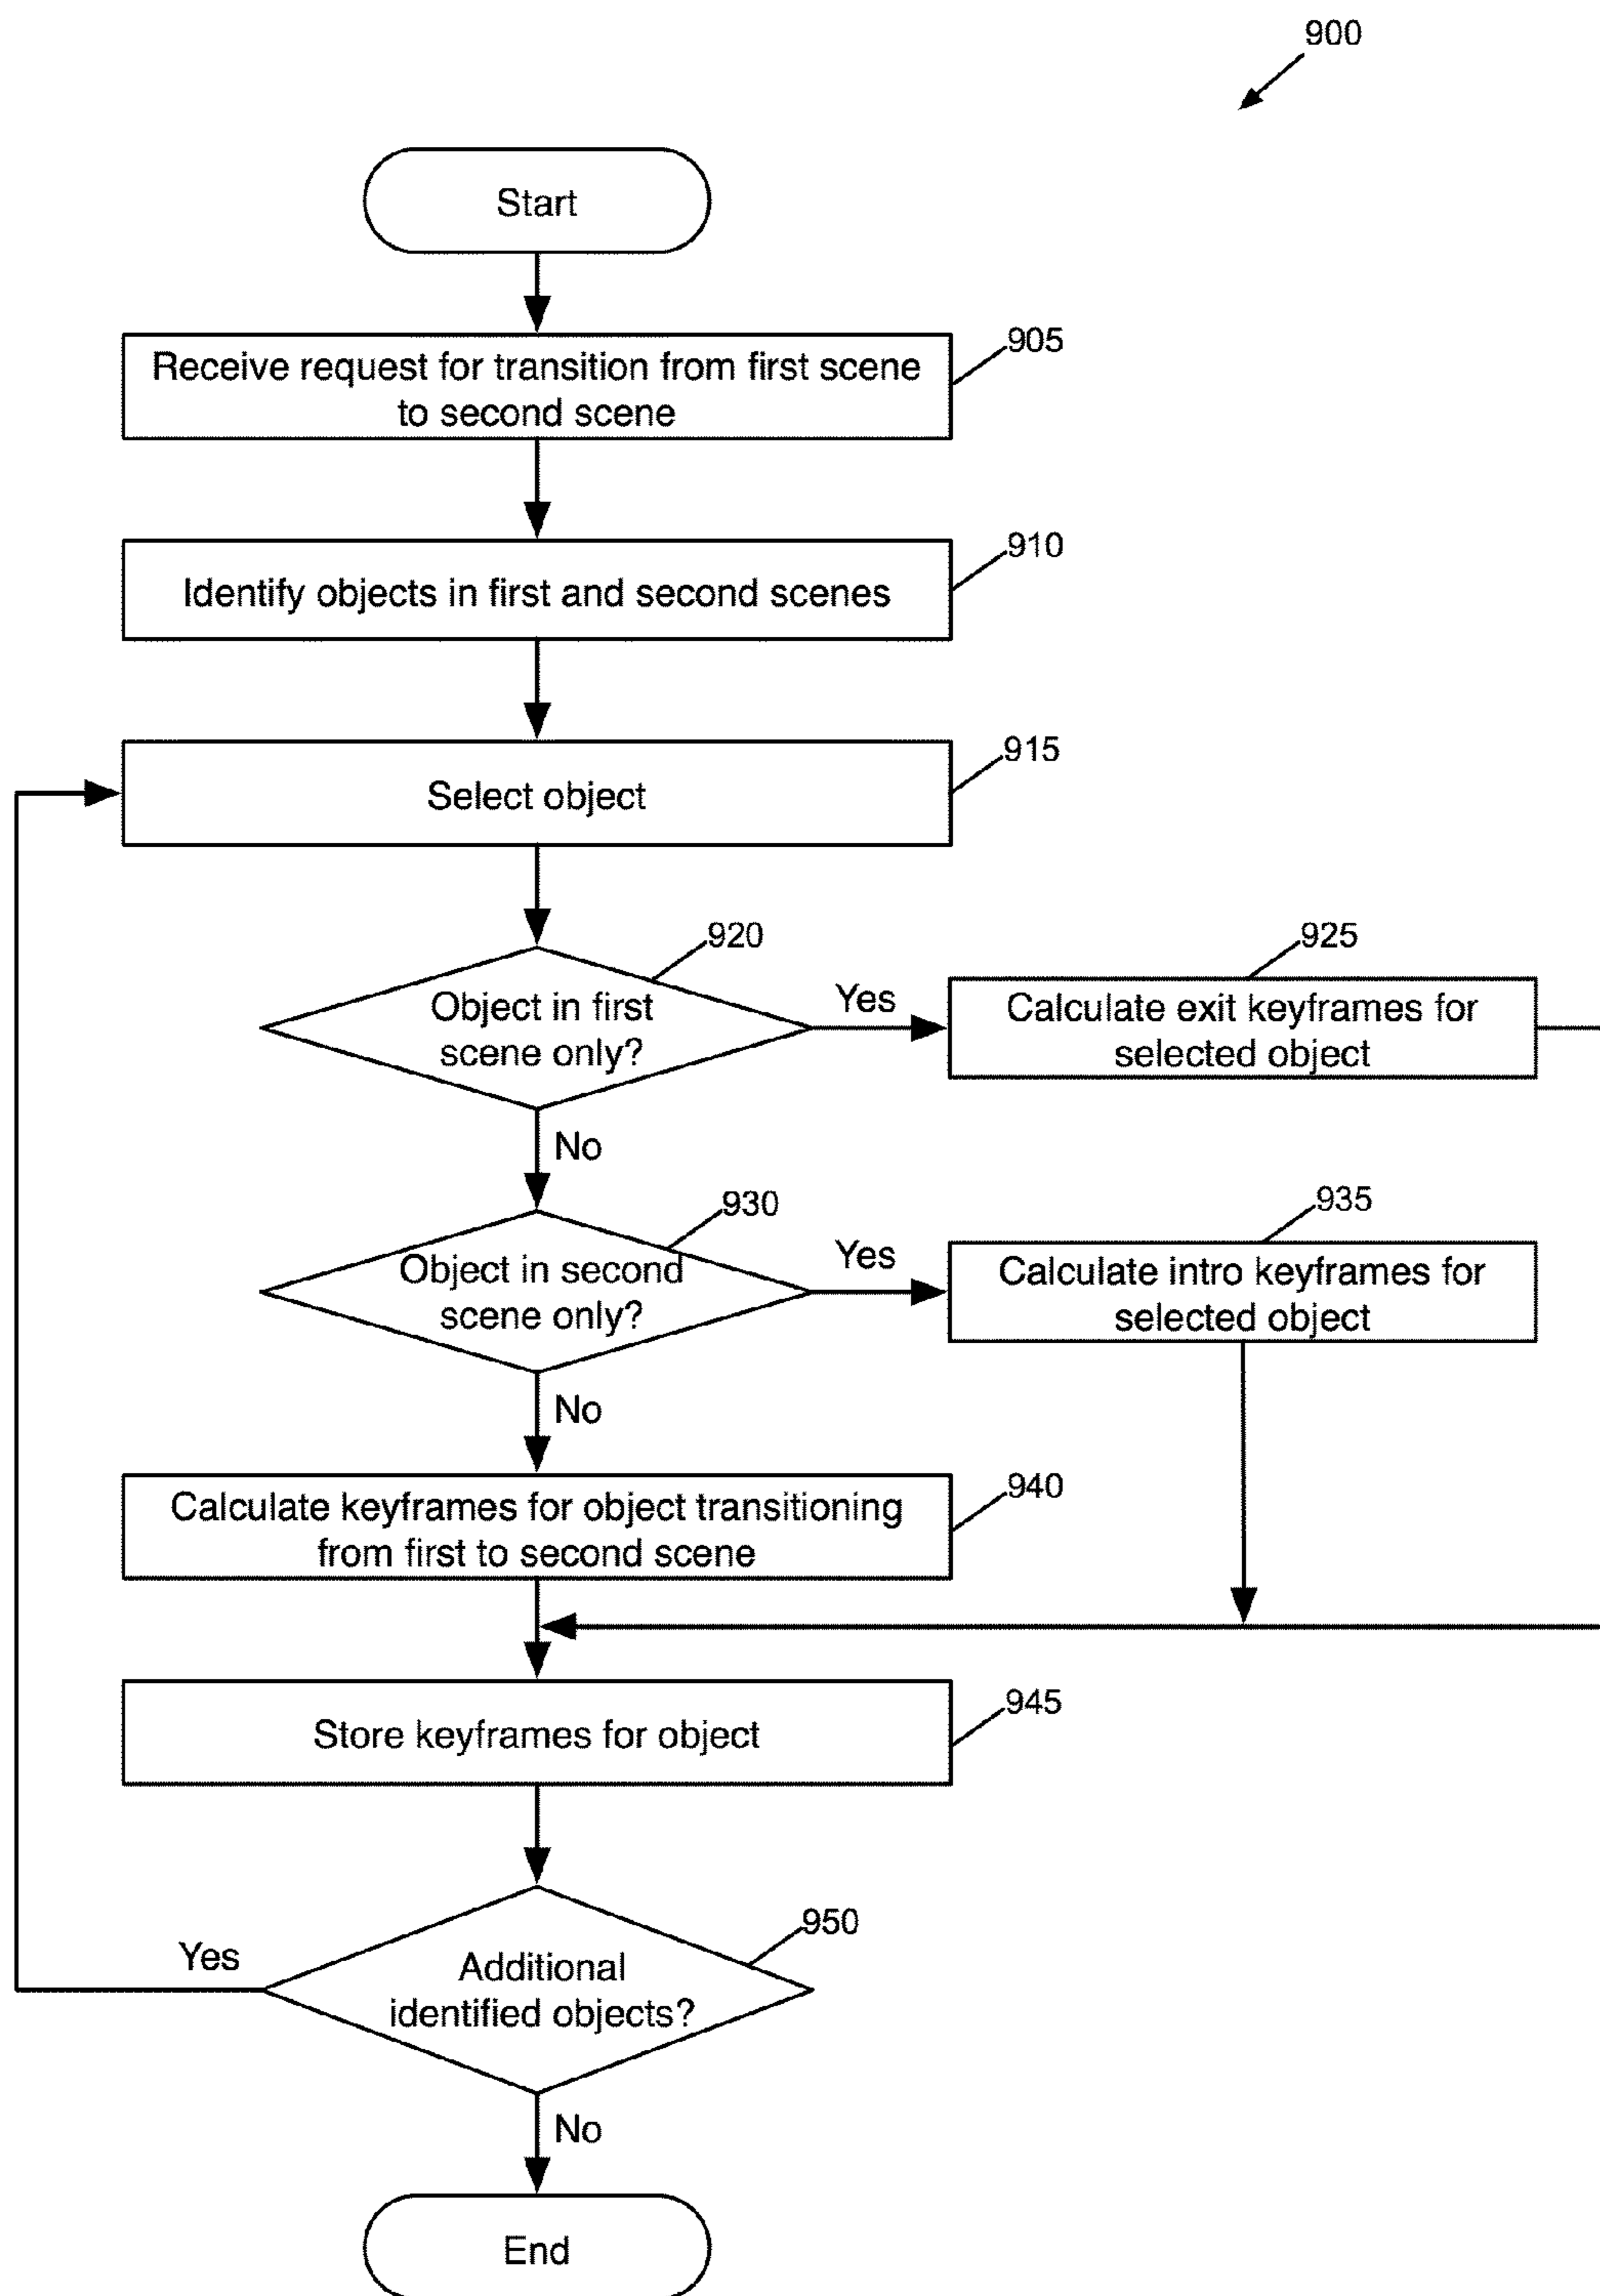 900
Start
Receive request for transition from first scene
to second scene
905
Identify objects in first and second scenes
910
Select object
915
920
Object in first
scene only?
Yes
925
Calculate exit keyframes for
selected object
No
930
Object in second
scene only?
Yes
935
Calculate intro keyframes for
selected object
No
Calculate keyframes for object transitioning
from first to second scene
940
Store keyframes for object
945
950
Additional
identified objects?
Yes
No
End